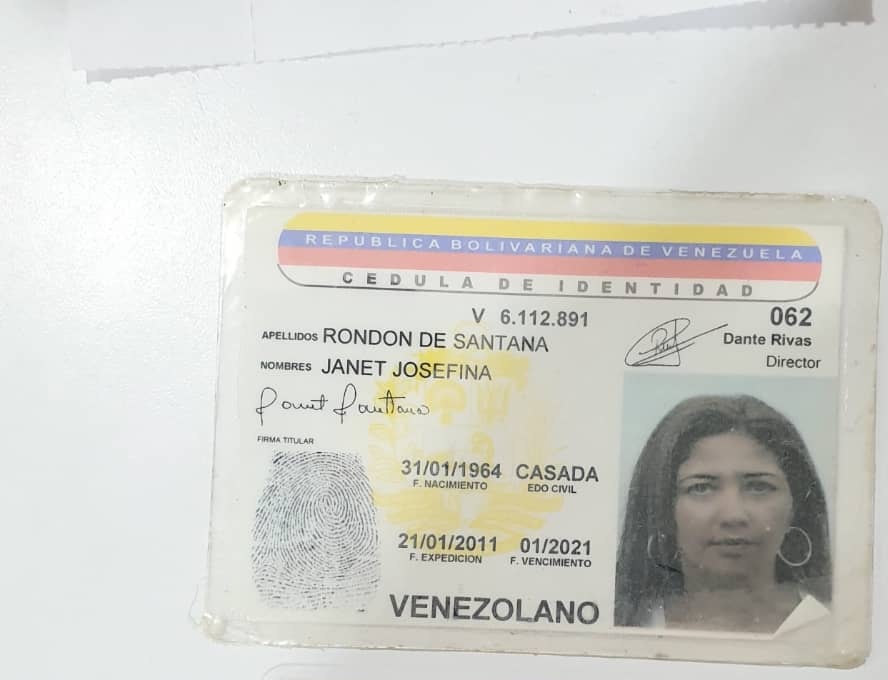 REPUBLICA BOLIVARIANA DE VENEZUELA
CEDULA DE IDENTIDAD
V 6.112.891
062
APELLIDOS RONDON DE SANTANA
Dante Rivas
Director
NOMBRES JANET JOSEFINA
FIRMA TITULAR
31/01/1964 CASADA
F. NACIMIENTO EDO CIVIL
21/01/2011 01/2021
F. EXPEDICION F. VENCIMIENTO
VENEZOLANO